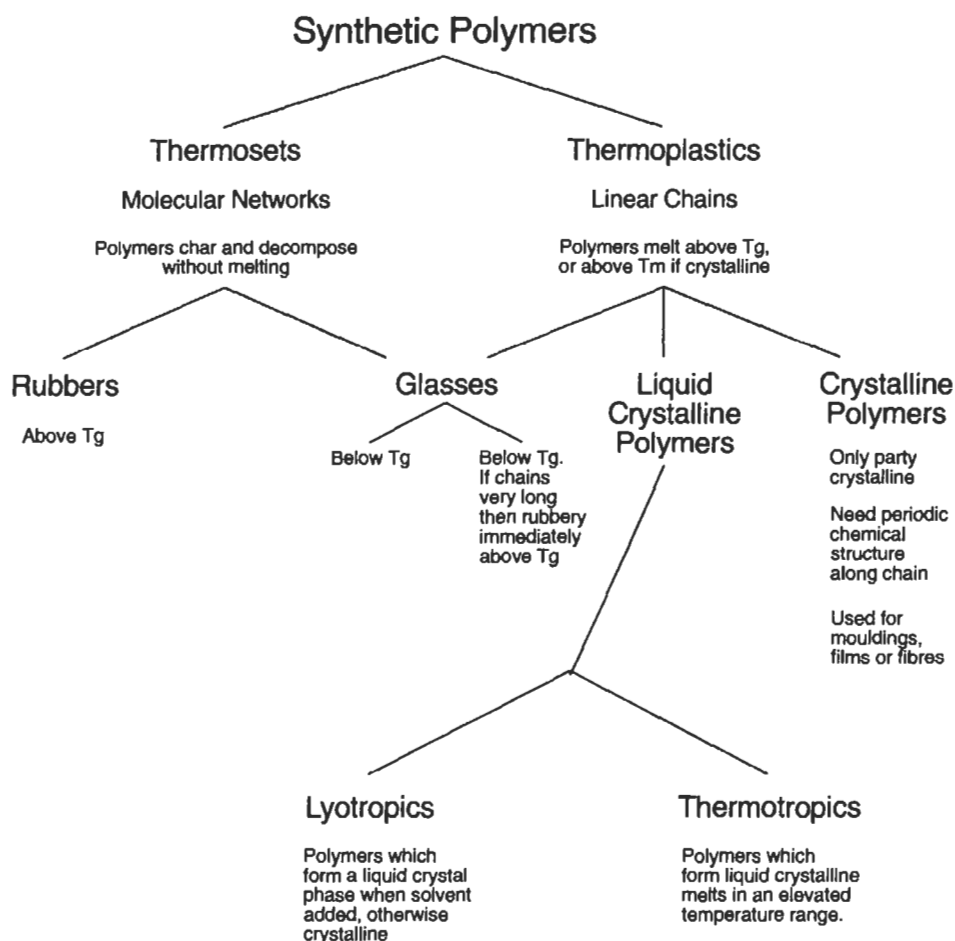 Synthetic Polymers
Thermosets
Molecular Networks
Polymers char and decompose
without melting
Thermoplastics
Linear Chains
Polymers melt above Tg,
or above Tm if crystalline
Rubbers
Above Tg
Glasses
Below Tg
Below Tg.
If chains
very long
then rubbery
immediately
above Tg
Liquid
Crystalline
Polymers
Crystalline
Polymers
Only party
crystalline
Need periodic
chemical
structure
along chain
Used for
mouldings,
films or fibres
Lyotropics
Polymers which
form a liquid crystal
phase when solvent
added, otherwise
crystalline
Thermotropics
Polymers which
form liquid crystalline
melts in an elevated
temperature range.